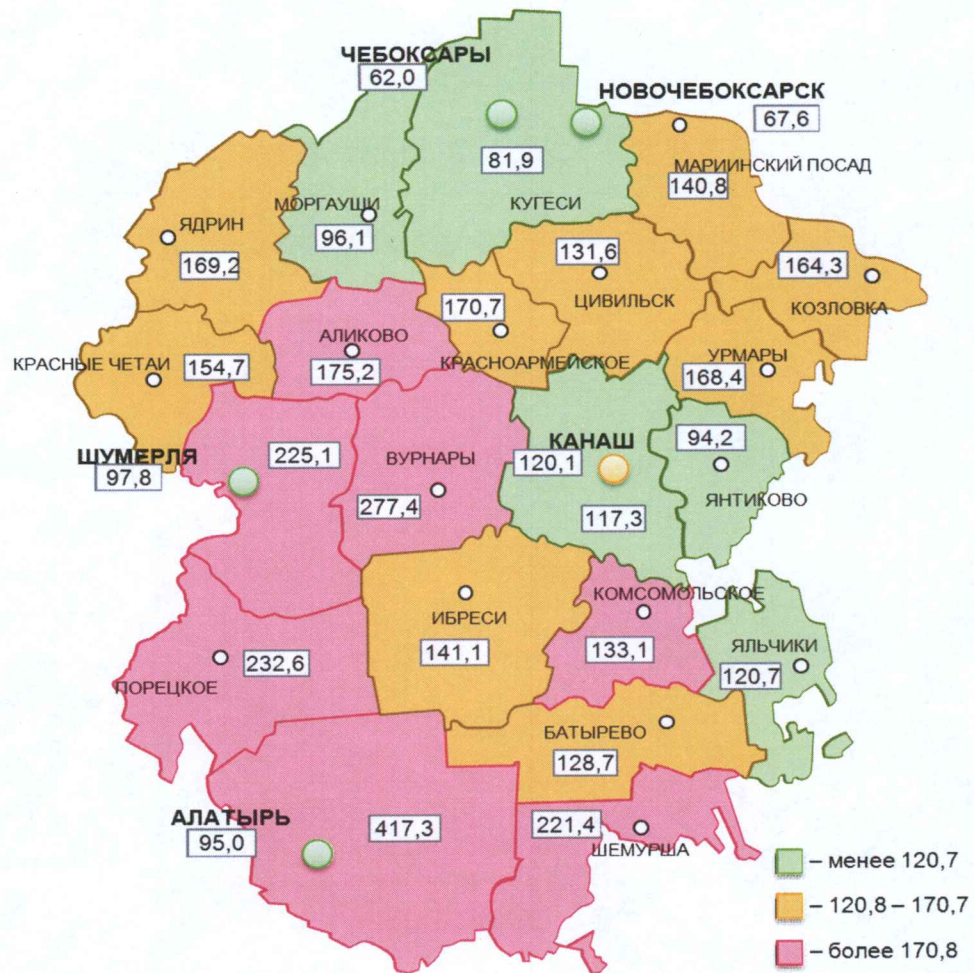 ЧЕБОКСАРЫ
62,0
НОВОЧЕБОКСАРСК
67,6
81,9
КУГЕСИ
МАРИИНСКИЙ ПОСАД
140,8
МОРГАУШИ
96,1
ЯДРИН
169,2
131,6
ЦИВИЛЬСК
164,3
КОЗЛОВКА
170,7
КРАСНОАРМЕЙСКОЕ
АЛИКОВО
175,2
КРАСНЫЕ ЧЕТАИ
154,7
УРМАРЫ
168,4
ШУМЕРЛЯ
97,8
225,1
ВУРНАРЫ
277,4
КАНАШ
120,1
117,3
94,2
ЯНТИКОВО
ИБРЕСИ
141,1
КОМСОМОЛЬСКОЕ
133,1
ЯЛЬЧИКИ
120,7
232,6
ПОРЕЦКОЕ
БАТЫРЕВО
128,7
АЛАТЫРЬ
95,0
417,3
221,4
ШЕМУРША
– менее 120,7
– 120,8 – 170,7
– более 170,8